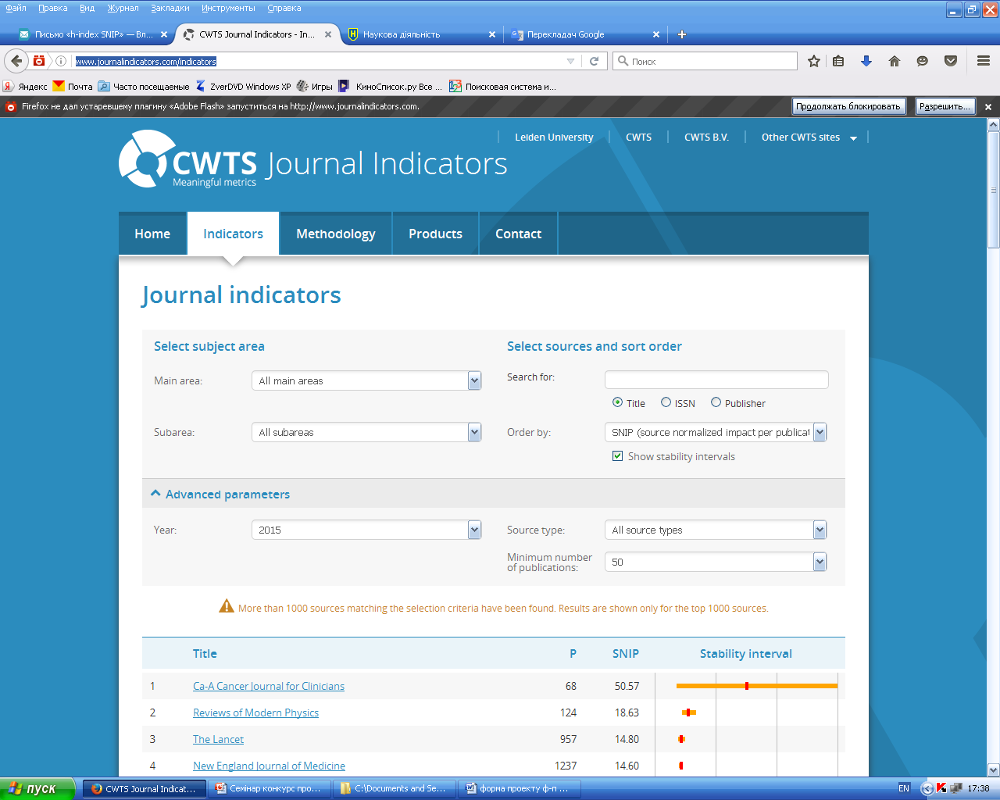 Файл Правка Вид Журнал Закладки Инструменты Справка
Письмо «h-index SNIP» — Вл... CWTS Journal Indicators - In... Наукова діяльність Перекладач Google
www.journalindicators.com/indicators Поиск
Яндекс Почта Часто посещаемые ZverDVD Windows XP Игры КиноСписок.ру Все ... Поисковая система и...
Firefox не дал устаревшему плагину «Adobe Flash» запуститься на http://www.journalindicators.com. Продолжать блокировать Разрешить...
Leiden University CWTS CWTS B.V. Other CWTS sites
CWTS Journal Indicators
Meaningful metrics
Home Indicators Methodology Products Contact
Journal indicators
Select subject area Select sources and sort order
Main area: All main areas Search for:
Title ISSN Publisher
Subarea: All subareas Order by: SNIP (source normalized impact per publicat
Show stability intervals
Advanced parameters
Year: 2015 Source type: All source types
Minimum number
of publications: 50
More than 1000 sources matching the selection criteria have been found. Results are shown only for the top 1000 sources.
Title P SNIP Stability interval
1 Ca-A Cancer Journal for Clinicians 68 50.57
2 Reviews of Modern Physics 124 18.63
3 The Lancet 957 14.80
4 New England Journal of Medicine 1237 14.60
пуск CWTS Journal Indicat... Семінар конкурс про... C:\Documents and Se... форма проекту ф-п ... EN 17:38